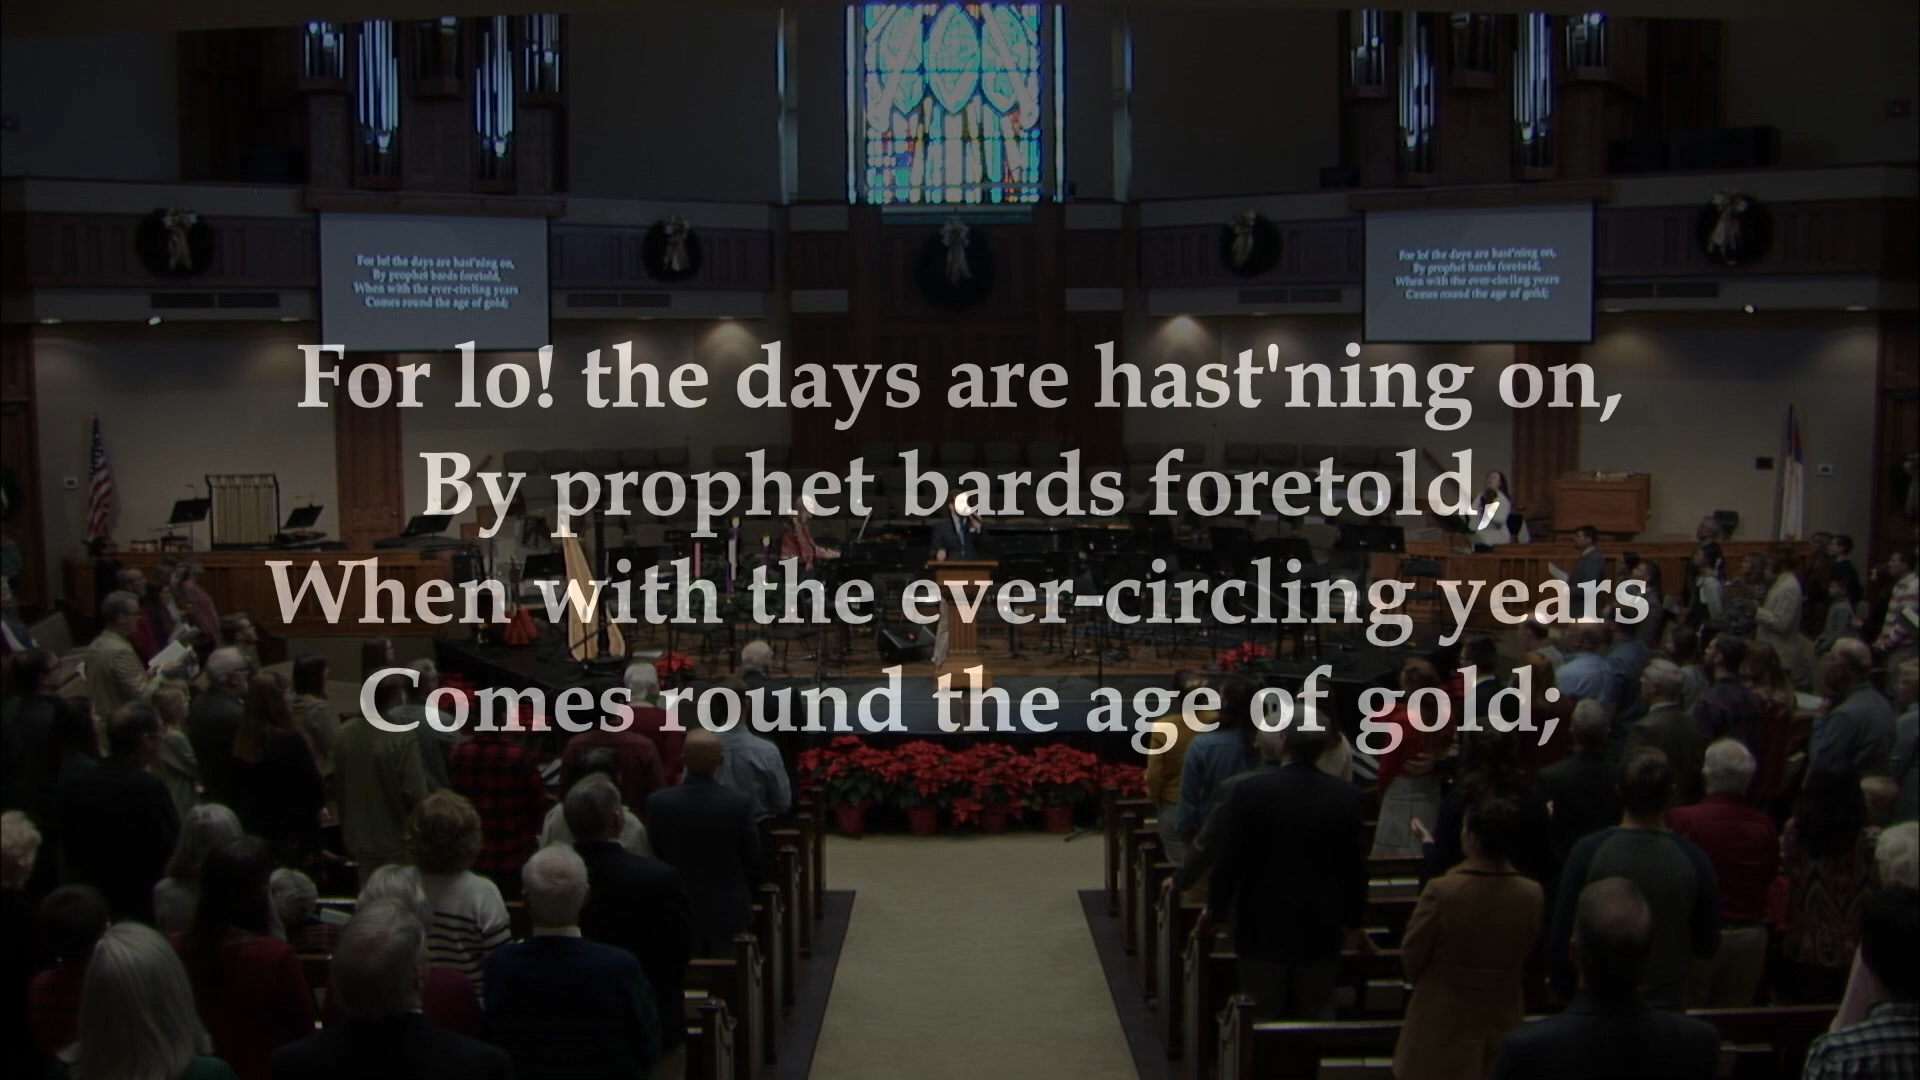 For lo! the days are hast'ning on,
By prophet bards foretold,
When with the ever-circling years
Comes round the age of gold;
For lo! the days are hast'ning on,
By prophet bards foretold,
When with the ever-circling years
Comes round the age of gold;
For lo! the days are hast'ning on,
By prophet bards foretold,
When with the ever-circling years
Comes round the age of gold;